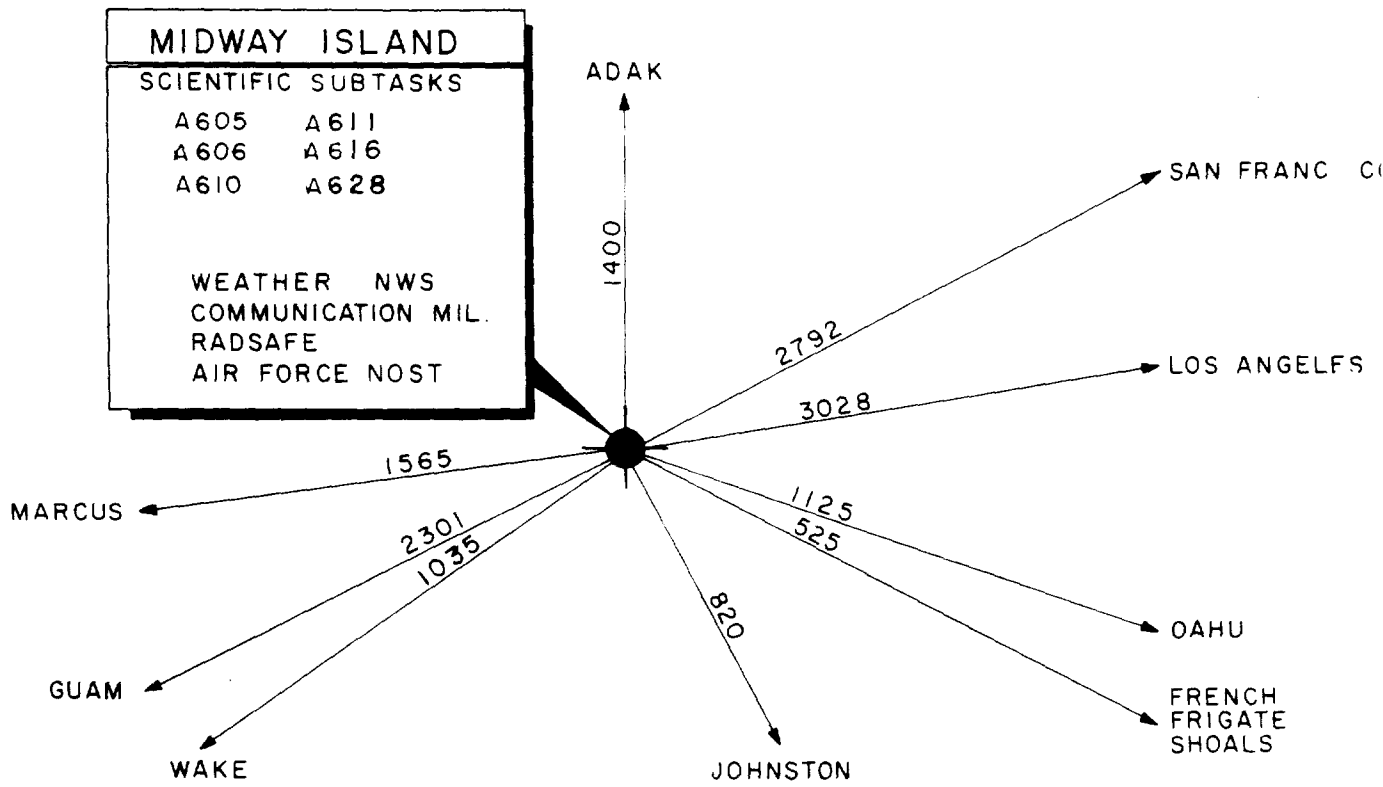 MIDWAY ISLAND
SCIENTIFIC SUBTASKS
A605 A611
A606 A616
A610 A628
WEATHER NWS
COMMUNICATION MIL.
RADSAFE
AIR FORCE NOST
ADAK
1400
SAN FRANC CO
2792
LOS ANGELES
3028
1565
MARCUS
2301
1035
1125
525
820
OAHU
GUAM
FRENCH
FRIGATE
SHOALS
WAKE
JOHNSTON